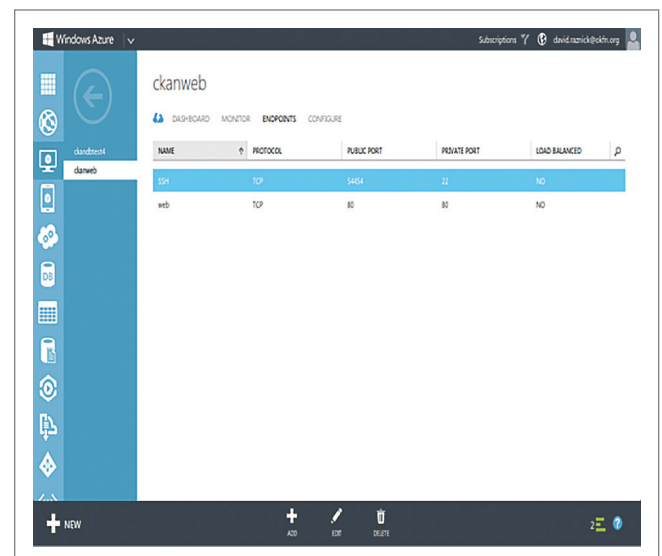 Windows Azure
Subscriptions
david.raznick@okfn.org
ckanweb
DASHBOARD MONITOR ENDPOINTS CONFIGURE
ckandbtest4
ckanweb
NAME PROTOCOL PUBLIC PORT PRIVATE PORT LOAD BALANCED
SSH TCP 54454 22 NO
web TCP 80 80 NO
DB
NEW
ADD
EDIT
DELETE
2
?